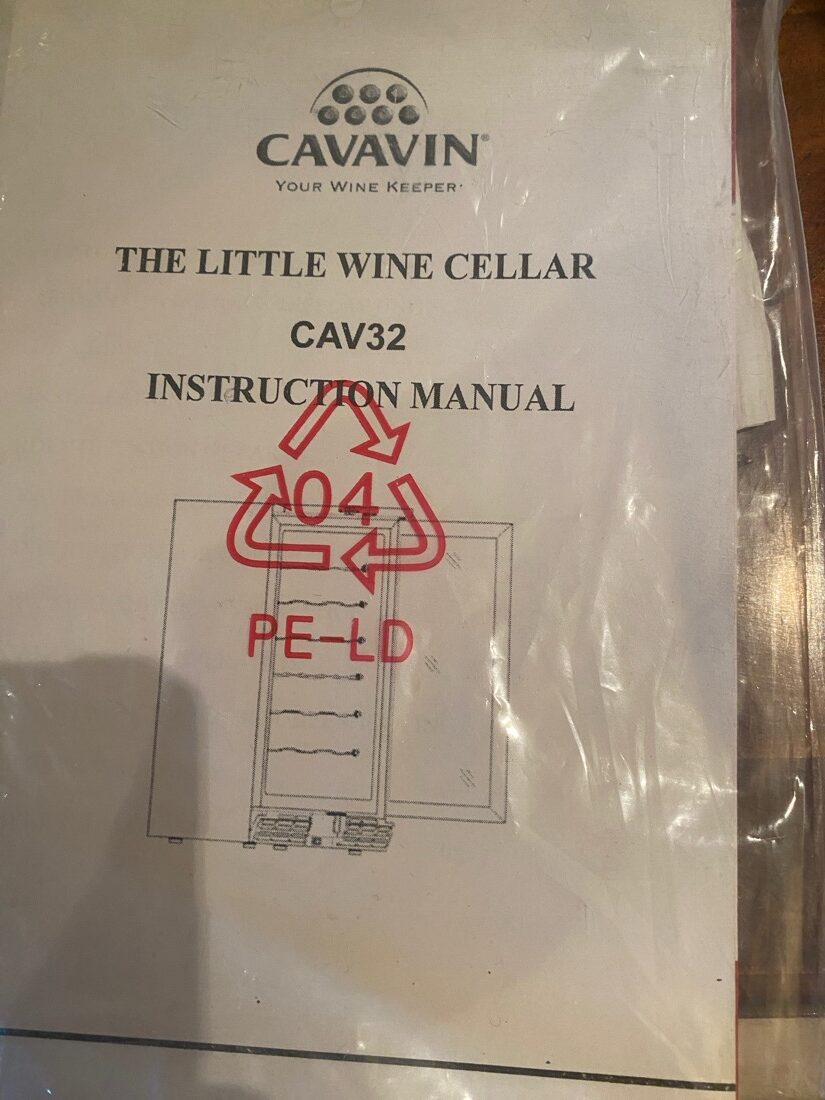 CAVAVIN®
YOUR WINE KEEPER
THE LITTLE WINE CELLAR
CAV32
INSTRUCTION MANUAL
04
PE-LD